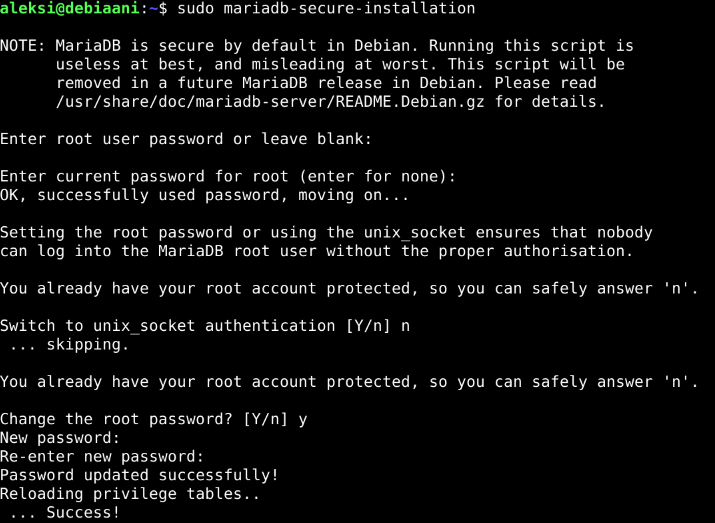 aleksi@debiaani:~$ sudo mariadb-secure-installation
NOTE: MariaDB is secure by default in Debian. Running this script is
useless at best, and misleading at worst. This script will be
removed in a future MariaDB release in Debian. Please read
/usr/share/doc/mariadb-server/README.Debian.gz for details.
Enter root user password or leave blank:
Enter current password for root (enter for none):
OK, successfully used password, moving on...
Setting the root password or using the unix_socket ensures that nobody
can log into the MariaDB root user without the proper authorisation.
You already have your root account protected, so you can safely answer 'n'.
Switch to unix_socket authentication [Y/n] n
... skipping.
You already have your root account protected, so you can safely answer 'n'.
Change the root password? [Y/n] y
New password:
Re-enter new password:
Password updated successfully!
Reloading privilege tables..
... Success!